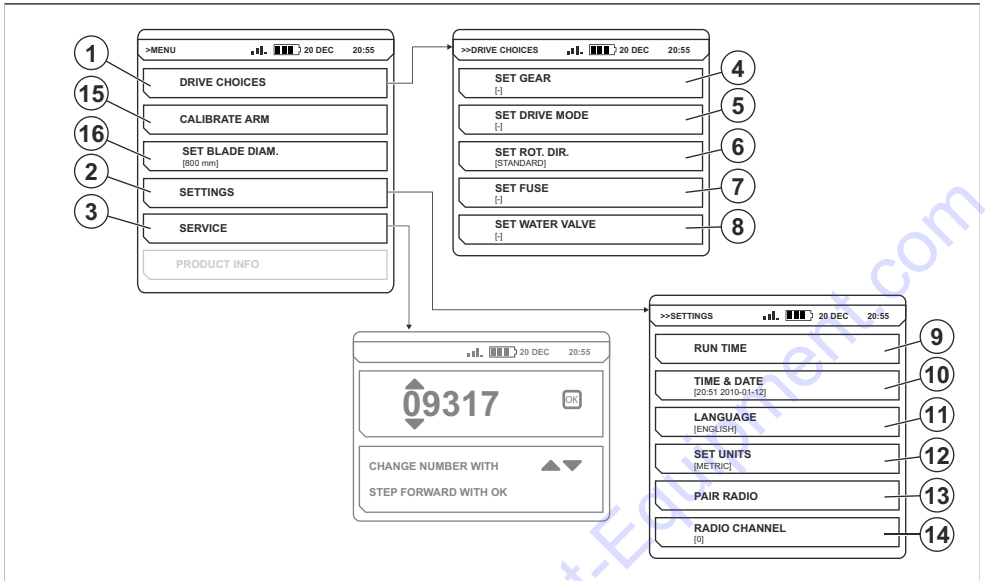 1
15
16
2
3
>MENU 20 DEC 20:55
DRIVE CHOICES
CALIBRATE ARM
SET BLADE DIAM.
[800 mm]
SETTINGS
SERVICE
PRODUCT INFO
>>DRIVE CHOICES 20 DEC 20:55
SET GEAR
[-]
SET DRIVE MODE
[-]
SET ROT. DIR.
[STANDARD]
SET FUSE
[-]
SET WATER VALVE
[-]
4
5
6
7
8
20 DEC 20:55
09317 OK
CHANGE NUMBER WITH
STEP FORWARD WITH OK
>>SETTINGS 20 DEC 20:55
RUN TIME
TIME & DATE
[20:51 2010-01-12]
LANGUAGE
[ENGLISH]
SET UNITS
[METRIC]
PAIR RADIO
RADIO CHANNEL
[0]
9
10
11
12
13
14
t-Equipment.com